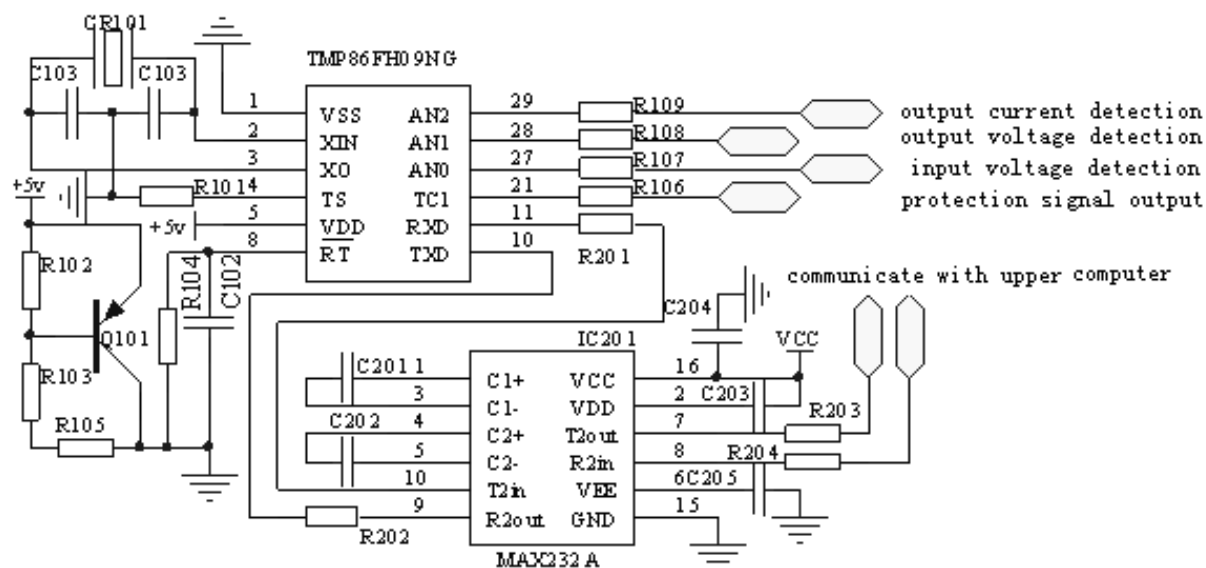 CR101
C103
C103
TMP86FH09NG
1
VSS
AN2
29
R109
output current detection
2
XIN
AN1
28
R108
output voltage detection
3
XO
AN0
27
R107
input voltage detection
+5v
R101
4
TS
TC1
21
R106
protection signal output
+5v
5
VDD
RXD
11
R201
8
RT
TXD
10
R102
R104
C102
communicate with upper computer
Q101
C204
IC201
VCC
R103
C201
1
C1+
VCC
16
3
C1-
VDD
2
C203
R203
R105
C202
4
C2+
T2out
7
5
C2-
R2in
8
R204
10
T2in
VEE
6
C205
9
R2out
GND
15
R202
MAX232A